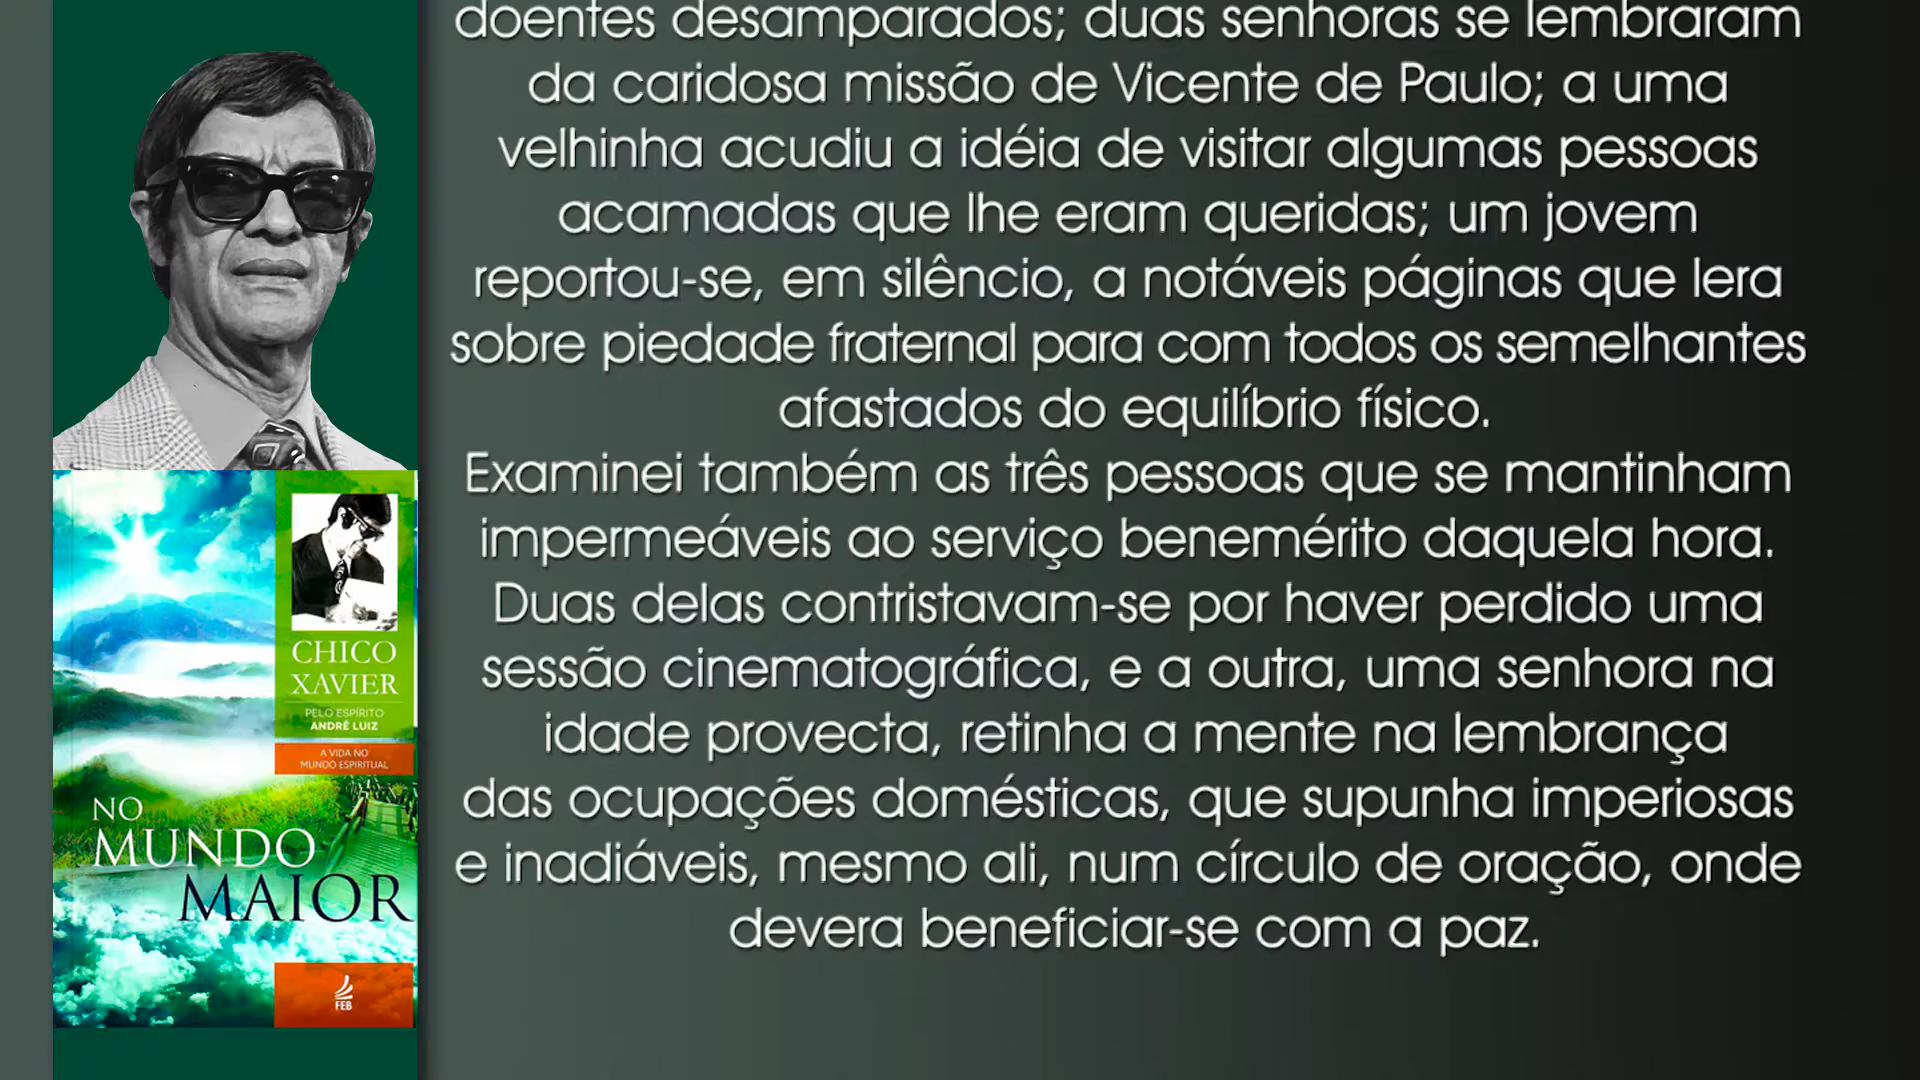 doentes desamparados; duas senhoras se lembraram
da caridosa missão de Vicente de Paulo; a uma
velhinha acudiu a idéia de visitar algumas pessoas
acamadas que lhe eram queridas; um jovem
reportou-se, em silêncio, a notáveis páginas que lera
sobre piedade fraternal para com todos os semelhantes
afastados do equilíbrio físico.
Examinei também as três pessoas que se mantinham
impermeáveis ao serviço benemérito daquela hora.
Duas delas contristavam-se por haver perdido uma
sessão cinematográfica, e a outra, uma senhora na
idade provecta, retinha a mente na lembrança
das ocupações domésticas, que supunha imperiosas
e inadiáveis, mesmo ali, num círculo de oração, onde
devera beneficiar-se com a paz.
CHICO
XAVIER
PELO ESPÍRITO
ANDRÉ LUIZ
A VIDA NO
MUNDO ESPIRITUAL
NO
MUNDO
MAIOR
FEB